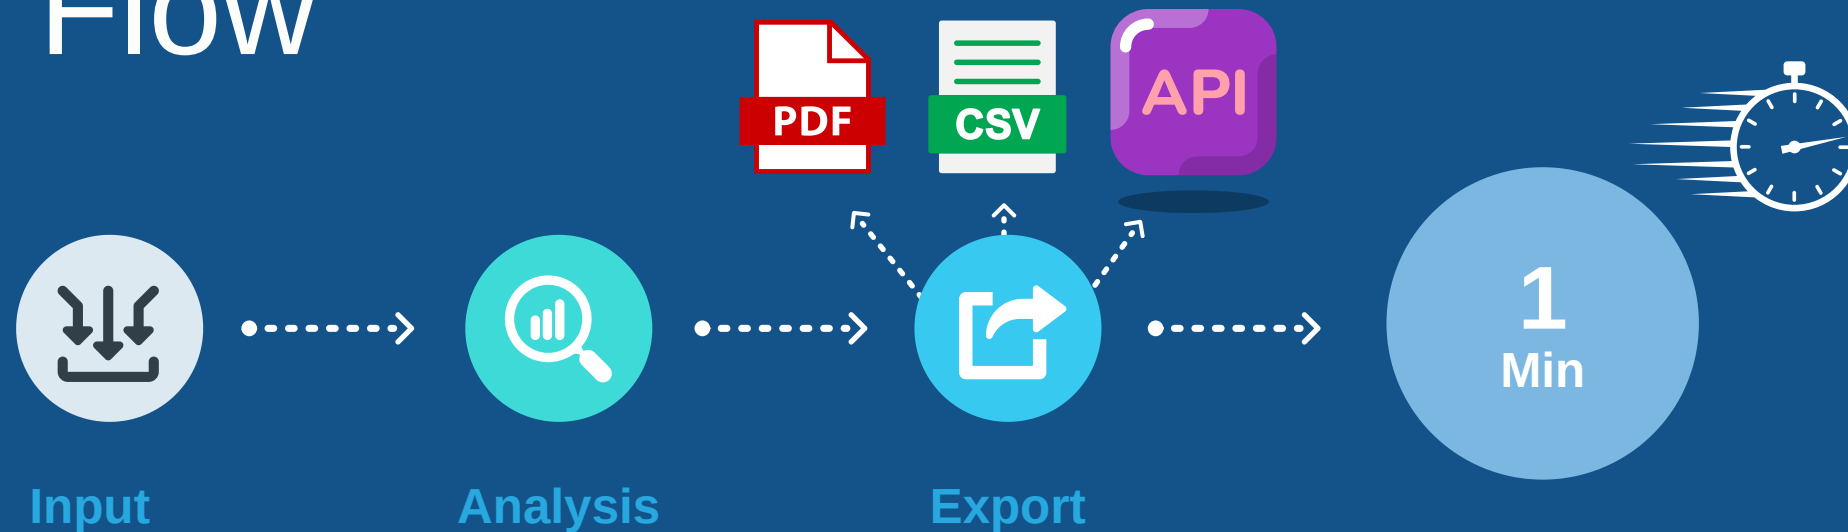 Flow
PDF
CSV
API
1
Min
Input
Analysis
Export